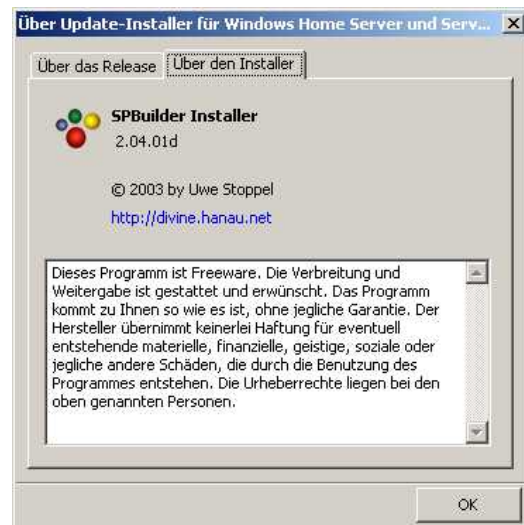 Über Update-Installer für Windows Home Server und Serv...
Über das Release
Über den Installer
SPBuilder Installer
2.04.01d
© 2003 by Uwe Stoppel
http://divine.hanau.net
Dieses Programm ist Freeware. Die Verbreitung und
Weitergabe ist gestattet und erwünscht. Das Programm
kommt zu Ihnen so wie es ist, ohne jegliche Garantie. Der
Hersteller übernimmt keinerlei Haftung für eventuell
entstehende materielle, finanzielle, geistige, soziale oder
jegliche andere Schäden, die durch die Benutzung des
Programmes entstehen. Die Urheberrechte liegen bei den
oben genannten Personen.
OK